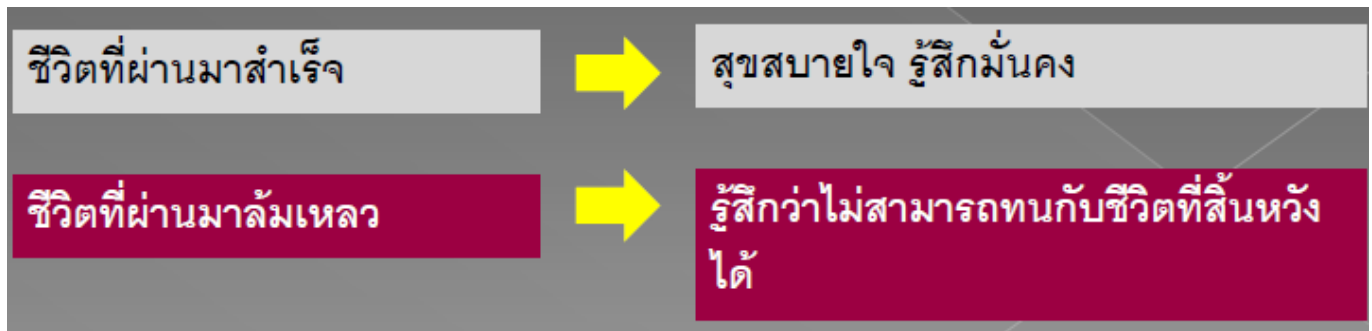 ชีวิตที่ผ่านมาสำเร็จ
สุขสบายใจ รู้สึกมั่นคง
ชีวิตที่ผ่านมาล้มเหลว
รู้สึกว่าไม่สามารถทนกับชีวิตที่สิ้นหวัง
ได้